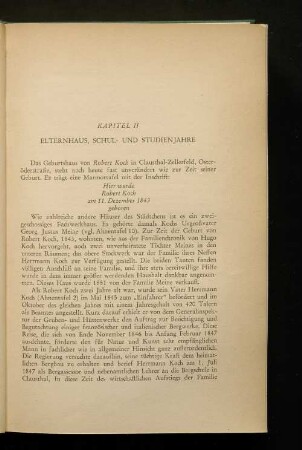 KAPITEL II
ELTERNHAUS, SCHUL- UND STUDIENJAHRE
Das Geburtshaus von Robert Koch in Clausthal-Zellerfeld, Oste-
röderstraße, steht noch heute fast unverändert wie zur Zeit seiner
Geburt. Es trägt eine Marmortafel mit der Inschrift:
Hier wurde
Robert Koch
am 11. Dezember 1843
geboren
Wie zahlreiche andere Häuser des Städtchens ist es ein zwei-
geschossiges Fachwerkhaus. Es gehörte damals Kochs Urgroßvater
Georg Justus Meine (vgl. Ahnentafel 10). Zur Zeit der Geburt von
Robert Koch, 1843, wohnten, wie aus der Familienchronik von Hugo
Koch hervorgeht, noch zwei unverheiratete Töchter Meines in den
unteren Räumen; das obere Stockwerk war der Familie ihres Neffen
Herrmann Koch zur Verfügung gestellt. Die beiden Tanten fanden
völligen Anschluß an seine Familie, und ihre stets bereitwillige Hilfe
wurde in dem immer größer werdenden Haushalt dankbar angenom-
men. Dieses Haus wurde 1851 von der Familie Meine verkauft.
Als Robert Koch zwei Jahre alt war, wurde sein Vater Herrmann
Koch (Ahnentafel 2) im Mai 1845 zum „Einfahrer“ befördert und im
Oktober des gleichen Jahres mit einem Jahresgehalt von 420 Talern
als Beamter angestellt. Kurz darauf erhielt er von dem Generalinspek-
tor der Gruben- und Hüttenwerke den Auftrag zur Besichtigung und
Begutachtung einiger französischer und italienischer Bergwerke. Diese
Reise, die sich von Ende November 1846 bis Anfang Februar 1847
ausdehnte, förderte den für Natur und Kunst sehr empfänglichen
Mann in fachlicher wie in allgemeiner Hinsicht ganz außerordentlich.
Die Regierung versuchte daraufhin, seine tüchtige Kraft dem heimat-
lichen Bergbau zu erhalten und berief Herrmann Koch am 1. Juli
1847 als Bergassessor und nebenamtlichen Lehrer an die Bergschule in
Clausthal. In diese Zeit des wirtschaftlichen Aufstiegs der Familie